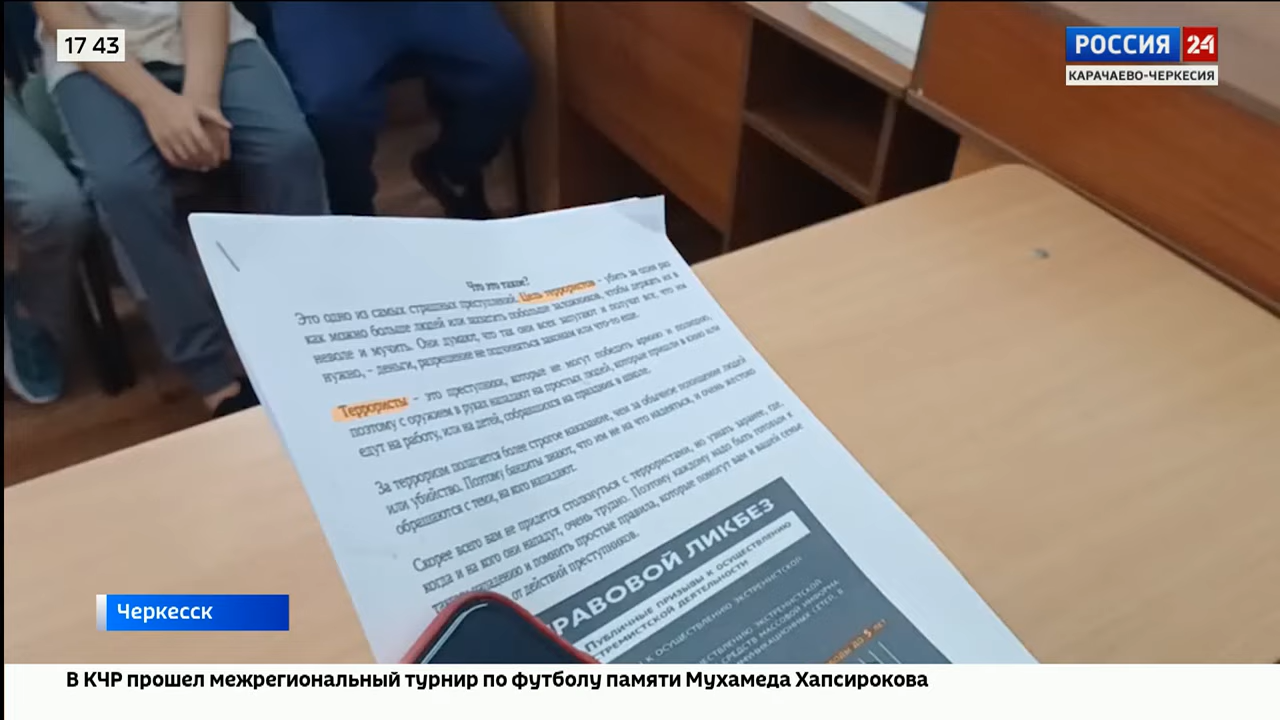 17 43
РОССИЯ 24
КАРАЧАЕВО-ЧЕРКЕСИЯ
Что это такое?
Это одно из самых страшных преступлений. Цель террористов – убить за один раз
как можно больше людей или захватить побольше заложников, чтобы держать их в
неволе и мучить. Они думают, что так они всех запугают и получат все, что им
нужно, – деньги, разрешение не подчиняться законам или что-то еще.
Террористы – это преступники, которые не могут победить армию и полицию,
поэтому с оружием в руках нападают на простых людей, которые пришли в кино или
едут на работу, или на детей, собравшихся на праздник в школе.
За терроризм полагается более строгое наказание, чем за обычное похищение людей
или убийство. Поэтому бандиты знают, что им не на что надеяться, и очень жестоко
обращаются с теми, на кого нападают.
Скорее всего вам не придется столкнуться с террористами, но узнать заранее, где,
когда и на кого они нападут, очень трудно. Поэтому каждому надо быть готовым к
нападению и помнить простые правила, которые помогут вам и вашей семье
от действий преступников.
ПРАВОВОЙ ЛИКБЕЗ
ПУБЛИЧНЫЕ ПРИЗЫВЫ К ОСУЩЕСТВЛЕНИЮ
ЭКСТРЕМИСТСКОЙ ДЕЯТЕЛЬНОСТИ
К ОСУЩЕСТВЛЕНИЮ ЭКСТРЕМИСТСКОЙ
ДО 5 ЛЕТ
Черкесск
В КЧР прошел межрегиональный турнир по футболу памяти Мухамеда Хапсирокова